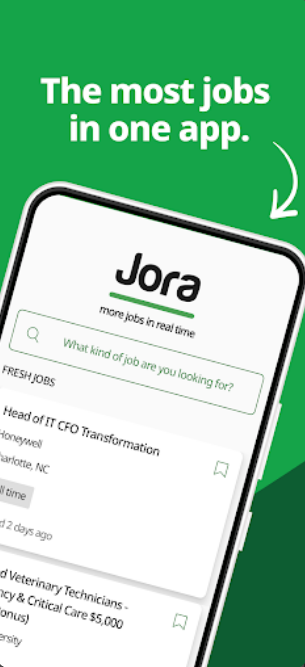 The most jobs
in one app.
Jora
more jobs in real time
What kind of job are you looking for?
FRESH JOBS
Head of IT CFO Transformation
Honeywell
harlotte, NC
ll time
d 2 days ago
d Veterinary Technicians -
ncy & Critical Care $5,000
onus)
ersity